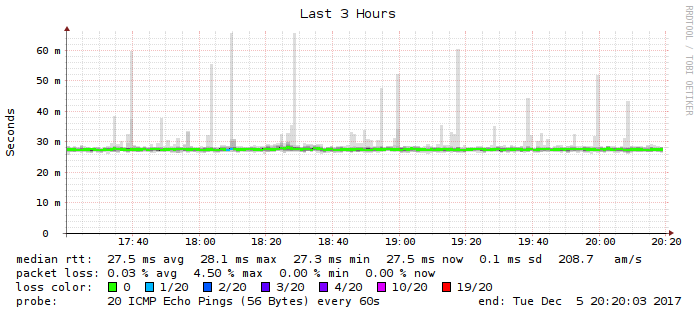 Last 3 Hours
RRDTOOL / TOBI OETIKER
Seconds
60 m
50 m
40 m
30 m
20 m
10 m
0
17:40 18:00 18:20 18:40 19:00 19:20 19:40 20:00 20:20
median rtt: 27.5 ms avg 28.1 ms max 27.3 ms min 27.5 ms now 0.1 ms sd 208.7 am/s
packet loss: 0.03 % avg 4.50 % max 0.00 % min 0.00 % now
loss color: 0 1/20 2/20 3/20 4/20 10/20 19/20
probe: 20 ICMP Echo Pings (56 Bytes) every 60s end: Tue Dec 5 20:20:03 2017